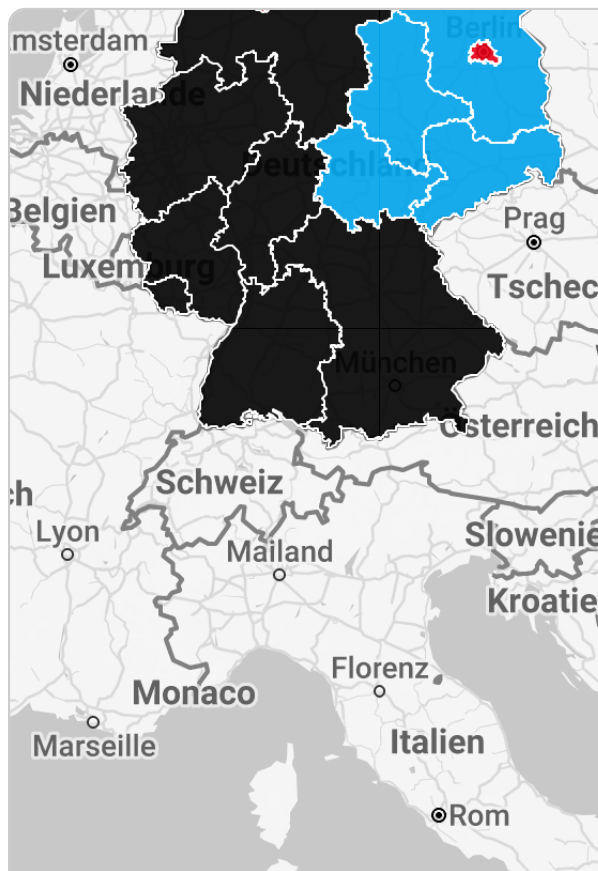 Berlin
msterdam
Niederlande
Deutschland
Belgien
Prag
Luxemburg
Tschec
München
Österreich
ch
Schweiz
Lyon
Mailand
Slowenie
Kroatie
Florenz
Monaco
Marseille
Italien
Rom